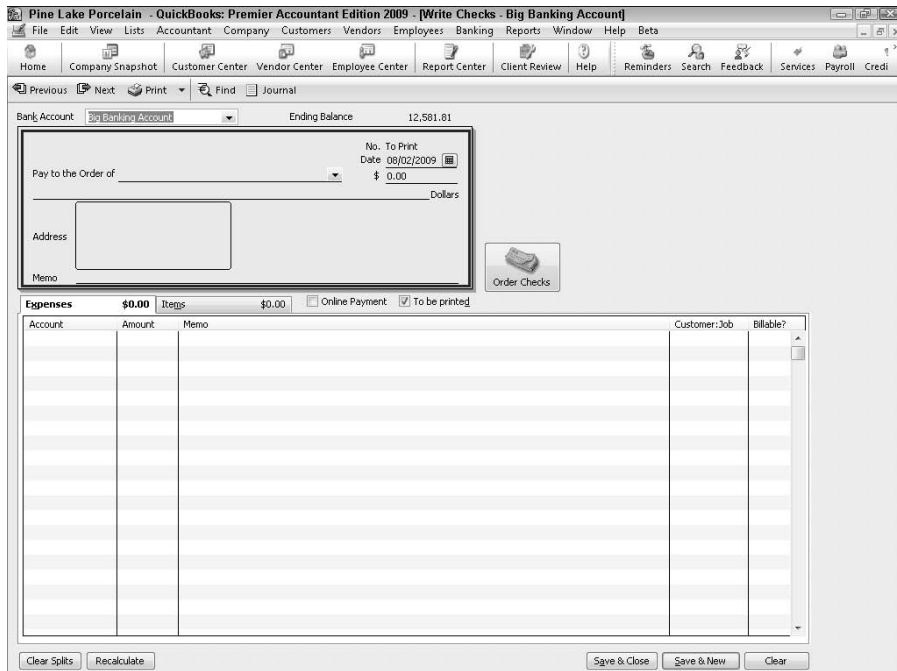 Pine Lake Porcelain - QuickBooks: Premier Accountant Edition 2009 - [Write Checks - Big Banking Account]
File Edit View Lists Accountant Company Customers Vendors Employees Banking Reports Window Help Beta
Home Company Snapshot Customer Center Vendor Center Employee Center Report Center Client Review Help Reminders Search Feedback Services Payroll Credi
Previous Next Print Find Journal
Bank Account Big Banking Account Ending Balance 12,581.81
No. To Print
Date 08/02/2009
Pay to the Order of $ 0.00
Dollars
Address
Memo
Order Checks
Expenses $0.00 Items $0.00 Online Payment To be printed
Account Amount Memo Customer:Job Billable?
Clear Splits Recalculate Save & Close Save & New Clear